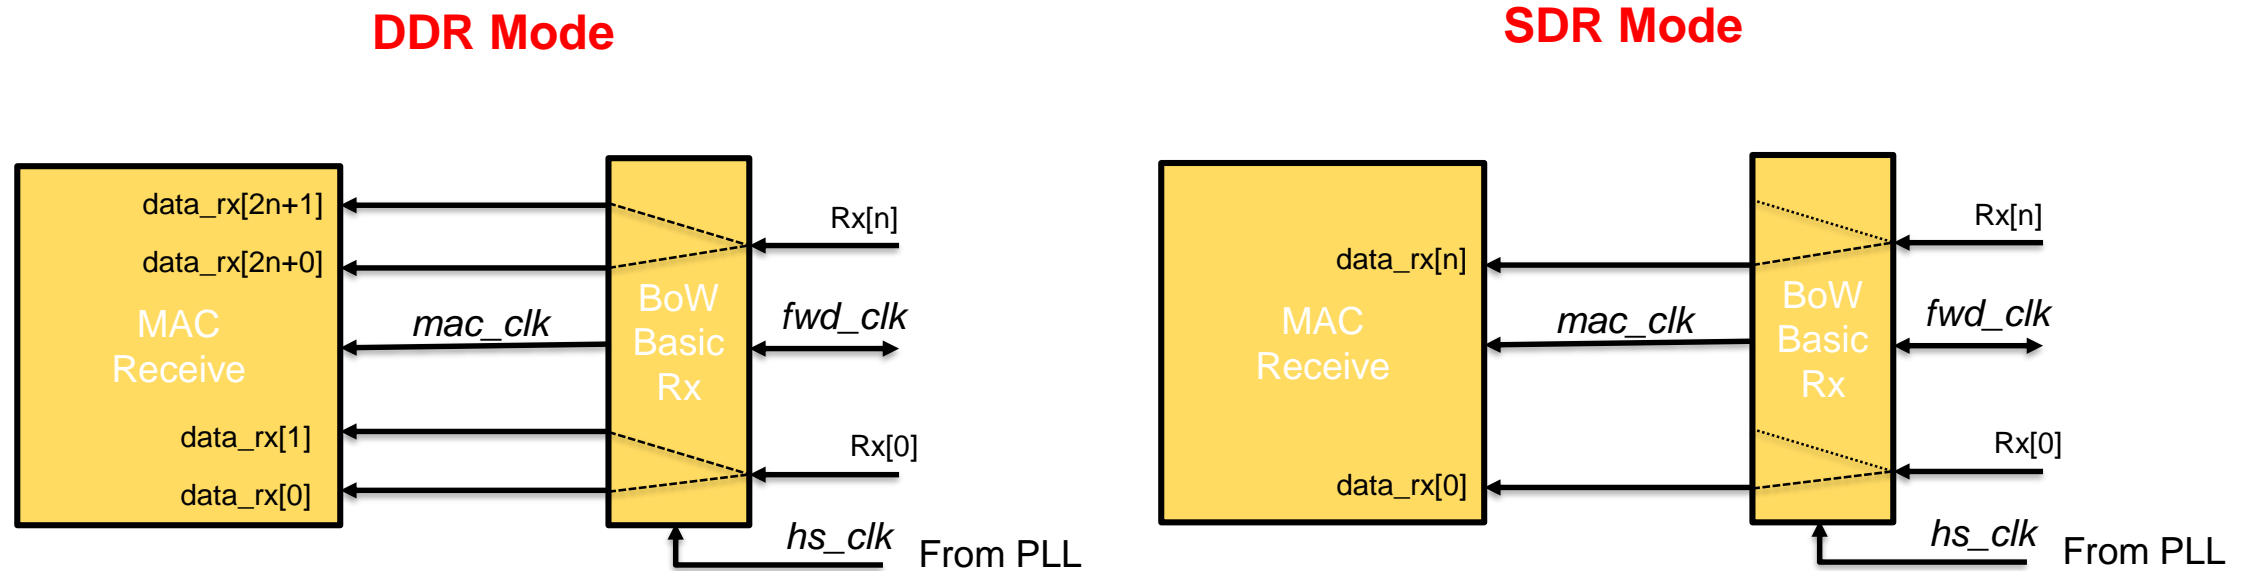 DDR Mode
data_rx[2n+1]
data_rx[2n+0]
MAC
Receive
data_rx[1]
data_rx[0]
mac_clk
BoW
Basic
Rx
Rx[n]
fwd_clk
Rx[0]
hs_clk
From PLL
SDR Mode
data_rx[n]
MAC
Receive
data_rx[0]
mac_clk
BoW
Basic
Rx
Rx[n]
fwd_clk
Rx[0]
hs_clk
From PLL